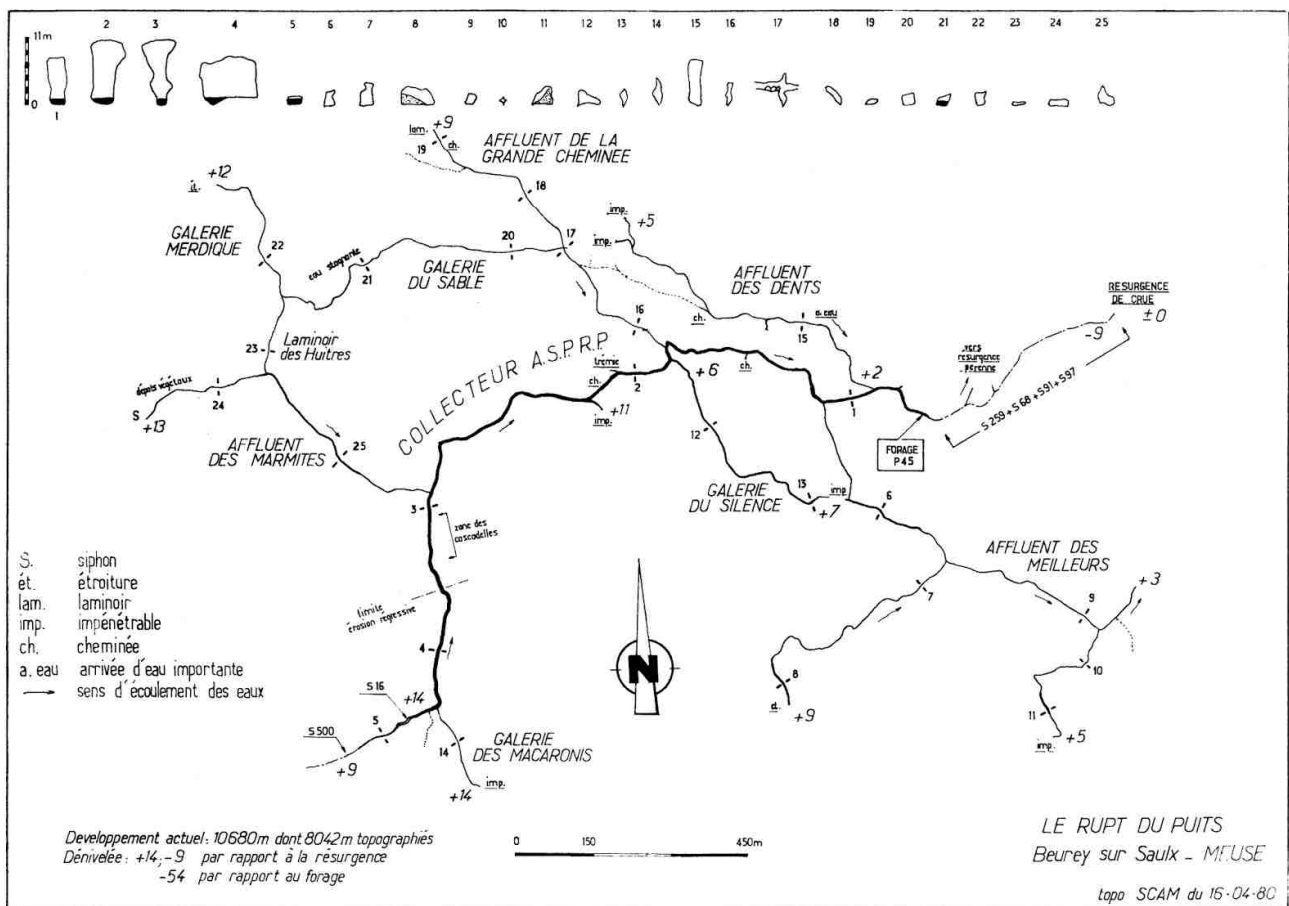 1 2 3 4 5 6 7 8 9 10 11 12 13 14 15 16 17 18 19 20 21 22 23 24 25
11m
0
1
lam. +9
19 ch.
AFFLUENT DE LA
GRANDE CHEMINEE
+12
18
imp. +5
imp.
17
GALERIE
MERDIQUE
22
eau stagnante
20
21
GALERIE
DU SABLE
AFFLUENT
DES DENTS
RESURGENCE
DE CRUE
±0
-9
16
ch.
a. eau
15
vers
resurgence
perenne
23
Laminoir
des Huitres
trémie
ch.
2
+6
ch.
+2
1
S 259 + S 68 + S 91 + S 97
dépots végétaux
S
+13
24
COLLECTEUR A.S.P.R.P
+11
imp.
12
FORAGE
P45
AFFLUENT
DES MARMITES
25
GALERIE
DU SILENCE
13
imp
+7
6
3
zone des
cascadelles
AFFLUENT DES
MEILLEURS
S. siphon
ét. étroiture
lam. laminoir
imp. impénétrable
ch. cheminée
a. eau arrivée d'eau importante
→ sens d'écoulement des eaux
limite
érosion régressive
7
9
+3
4
N
8
+9
10
11
imp.
+5
S 16
+14
S 500
5
+9
14
GALERIE
DES MACARONIS
imp.
+14
Developpement actuel: 10680m dont 8042m topographiés
Dénivelée: +14;-9 par rapport à la résurgence
-54 par rapport au forage
0 150 450m
LE RUPT DU PUITS
Beurey sur Saulx - MEUSE
topo SCAM du 16-04-80